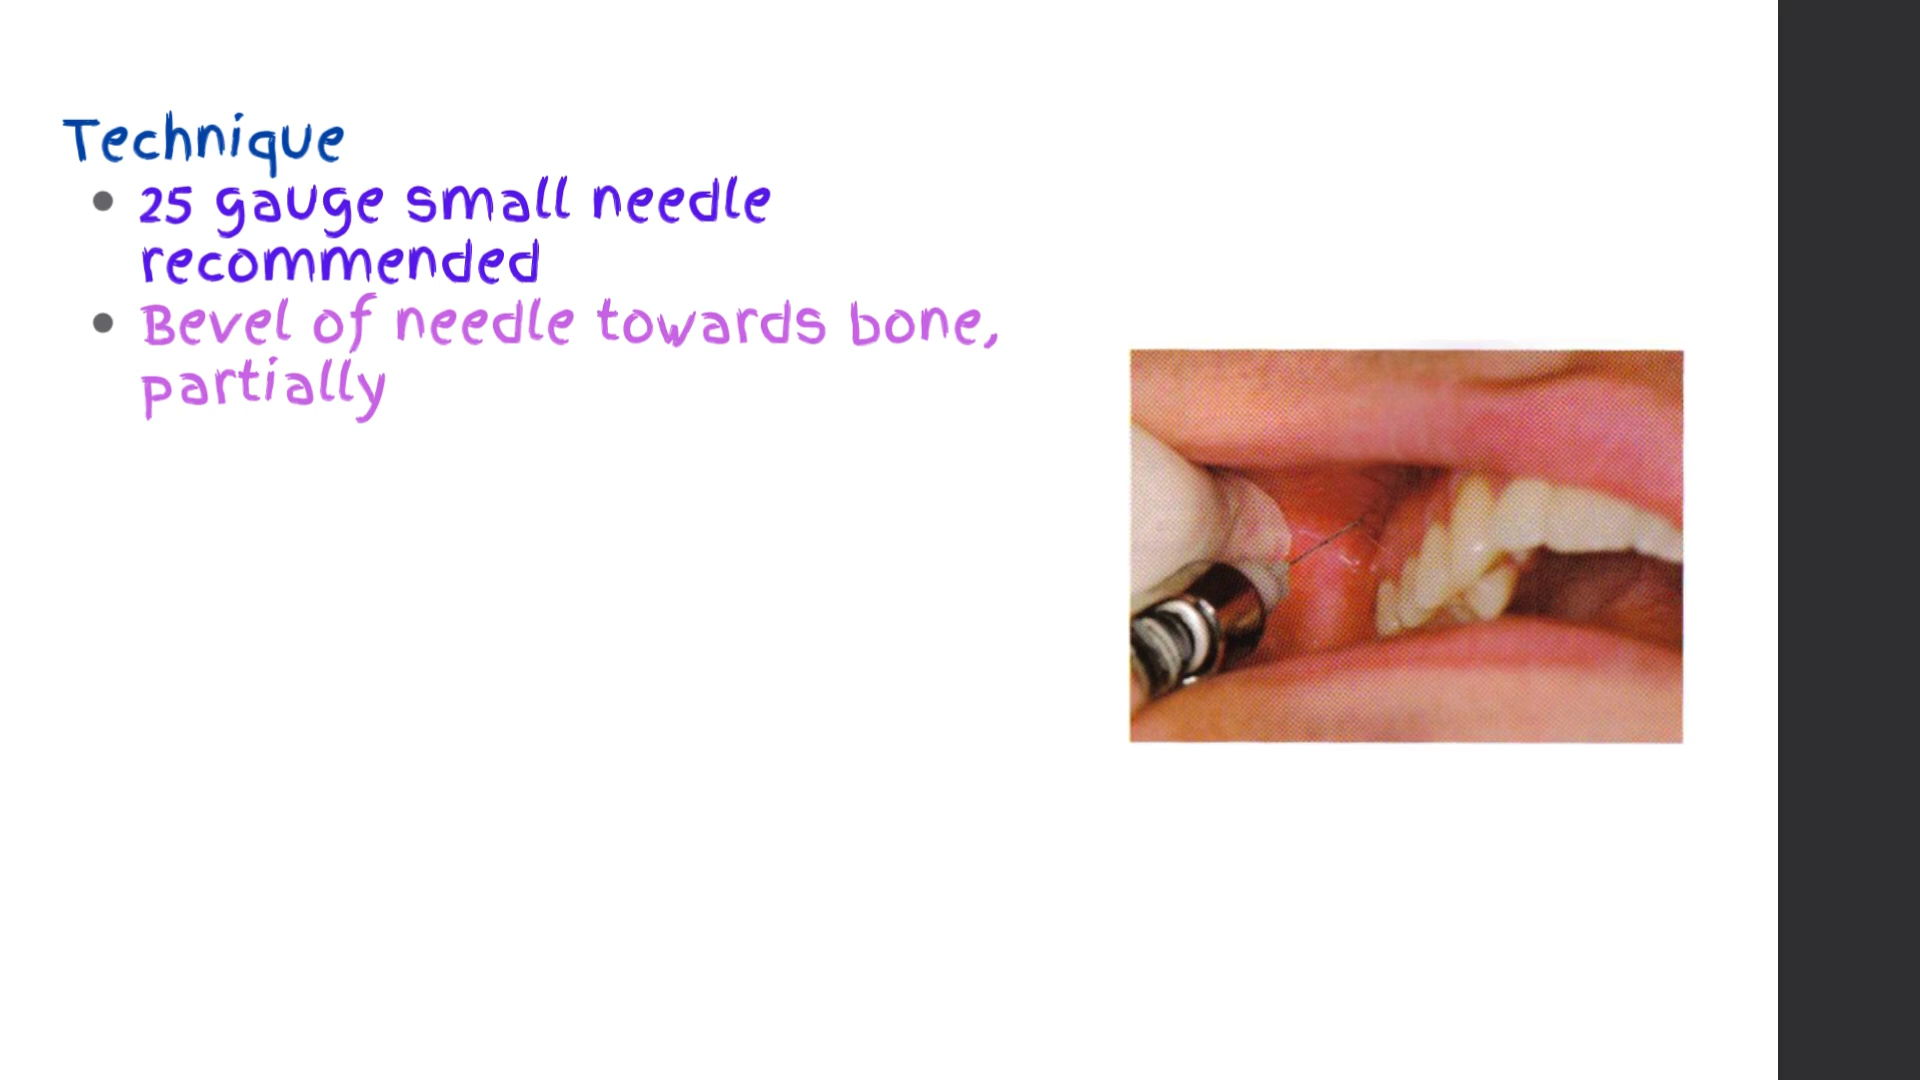 Technique
• 25 gauge small needle
recommended
• Bevel of needle towards bone,
partially